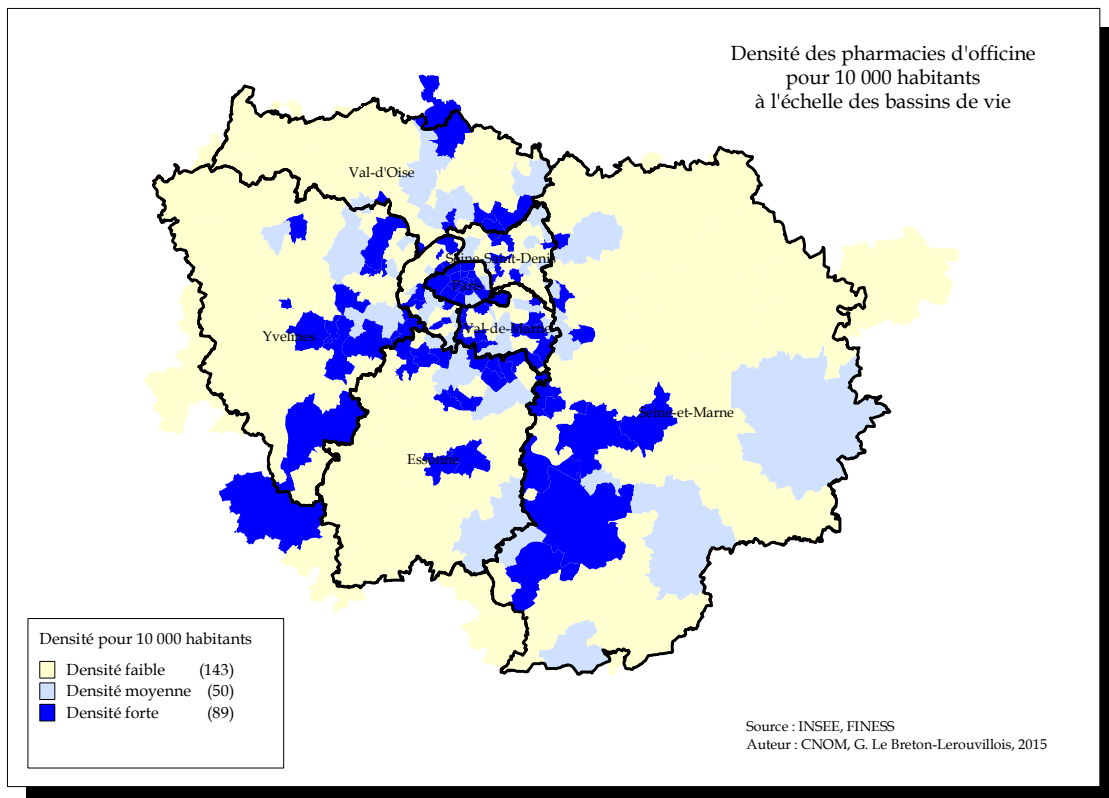 Densité des pharmacies d'officine
pour 10 000 habitants
à l'échelle des bassins de vie
Val-d'Oise
Seine-Saint-Denis
Paris
Yvelines
Val-de-Marne
Seine-et-Marne
Essonne
Densité pour 10 000 habitants
Densité faible (143)
Densité moyenne (50)
Densité forte (89)
Source : INSEE, FINESS
Auteur : CNOM, G. Le Breton-Lerouvillois, 2015